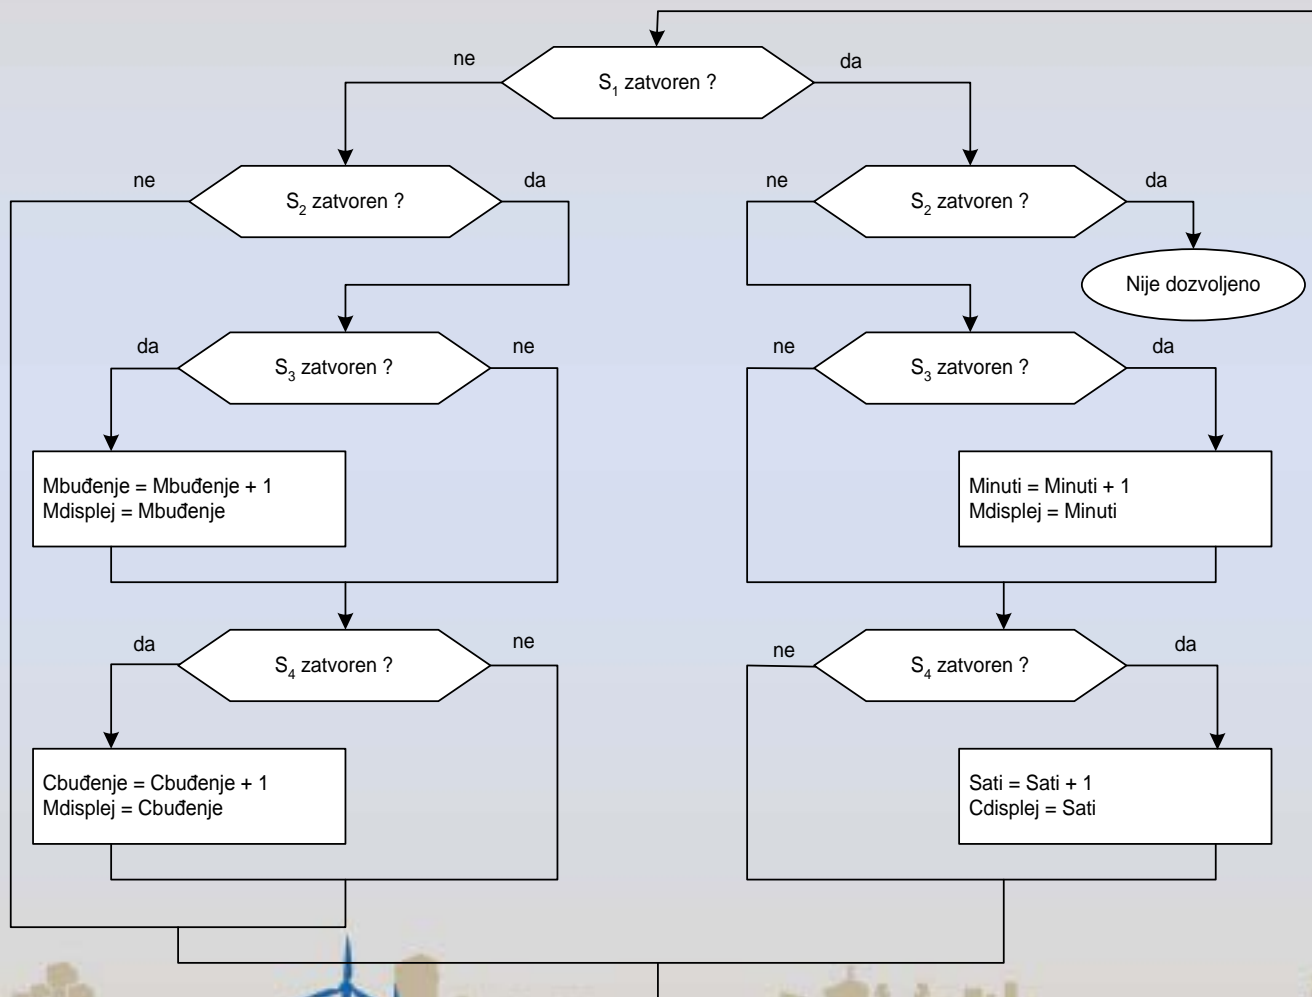 ne
S₁ zatvoren ?
da
ne
S₂ zatvoren ?
da
ne
S₂ zatvoren ?
da
Nije dozvoljeno
da
S₃ zatvoren ?
ne
ne
S₃ zatvoren ?
da
Mbuđenje = Mbuđenje + 1
Mdisplej = Mbuđenje
Minuti = Minuti + 1
Mdisplej = Minuti
da
S₄ zatvoren ?
ne
ne
S₄ zatvoren ?
da
Cbuđenje = Cbuđenje + 1
Mdisplej = Cbuđenje
Sati = Sati + 1
Cdisplej = Sati